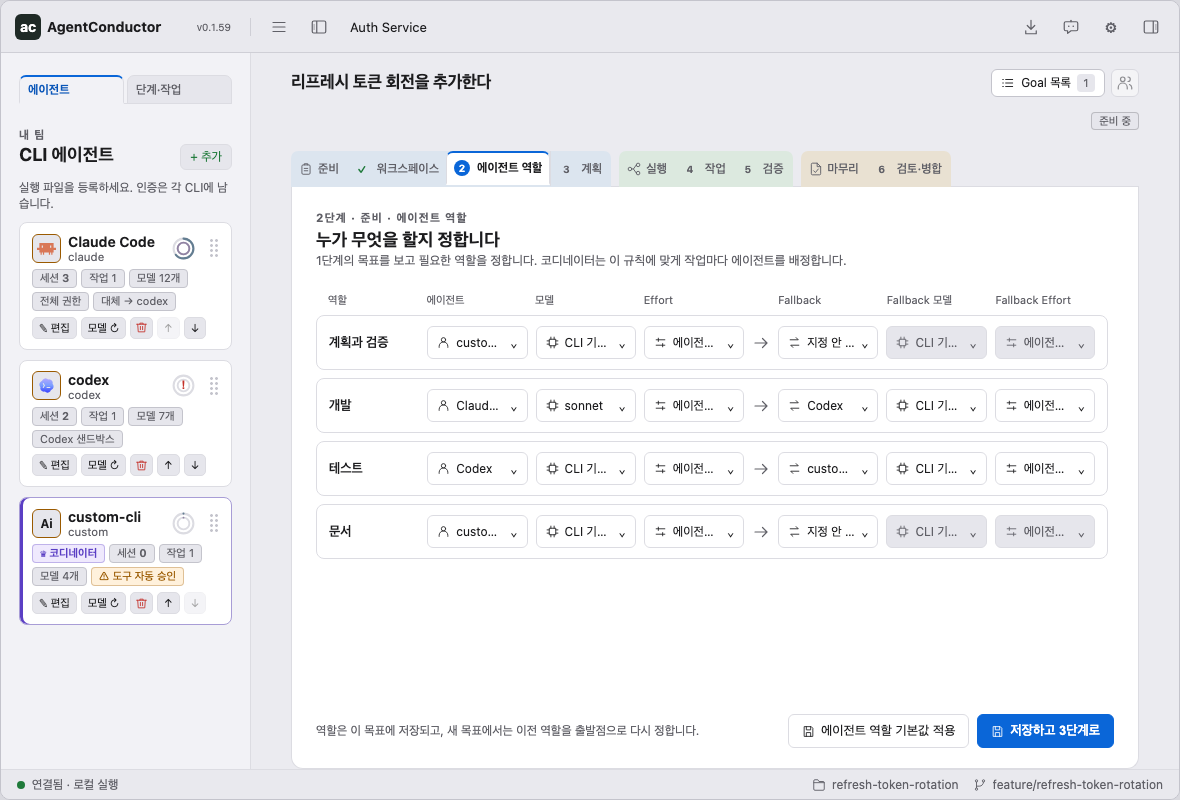 ac AgentConductor v0.1.59 Auth Service
에이전트 단계·작업
내 팀
CLI 에이전트
+ 추가
실행 파일을 등록하세요. 인증은 각 CLI에 남습니다.
Claude Code
claude
세션 3 작업 1 모델 12개
전체 권한 대체 → codex
✎ 편집 모델 ↻ ↑ ↓
codex
codex
세션 2 작업 1 모델 7개
Codex 샌드박스
✎ 편집 모델 ↻ ↑ ↓
Ai custom-cli
custom
♛ 코디네이터 세션 0 작업 1
모델 4개 ⚠ 도구 자동 승인
✎ 편집 모델 ↻ ↑ ↓
리프레시 토큰 회전을 추가한다
Goal 목록 1
준비 중
준비 ✓ 워크스페이스 2 에이전트 역할 3 계획 실행 4 작업 5 검증 마무리 6 검토·병합
2단계 · 준비 · 에이전트 역할
누가 무엇을 할지 정합니다
1단계의 목표를 보고 필요한 역할을 정합니다. 코디네이터는 이 규칙에 맞게 작업마다 에이전트를 배정합니다.
역할 에이전트 모델 Effort Fallback Fallback 모델 Fallback Effort
계획과 검증 custo... CLI 기... 에이전... → 지정 안 ... CLI 기... 에이전...
개발 Claud... sonnet 에이전... → Codex CLI 기... 에이전...
테스트 Codex CLI 기... 에이전... → custo... CLI 기... 에이전...
문서 custo... CLI 기... 에이전... → 지정 안 ... CLI 기... 에이전...
역할은 이 목표에 저장되고, 새 목표에서는 이전 역할을 출발점으로 다시 정합니다.
에이전트 역할 기본값 적용 저장하고 3단계로
연결됨 · 로컬 실행 refresh-token-rotation feature/refresh-token-rotation